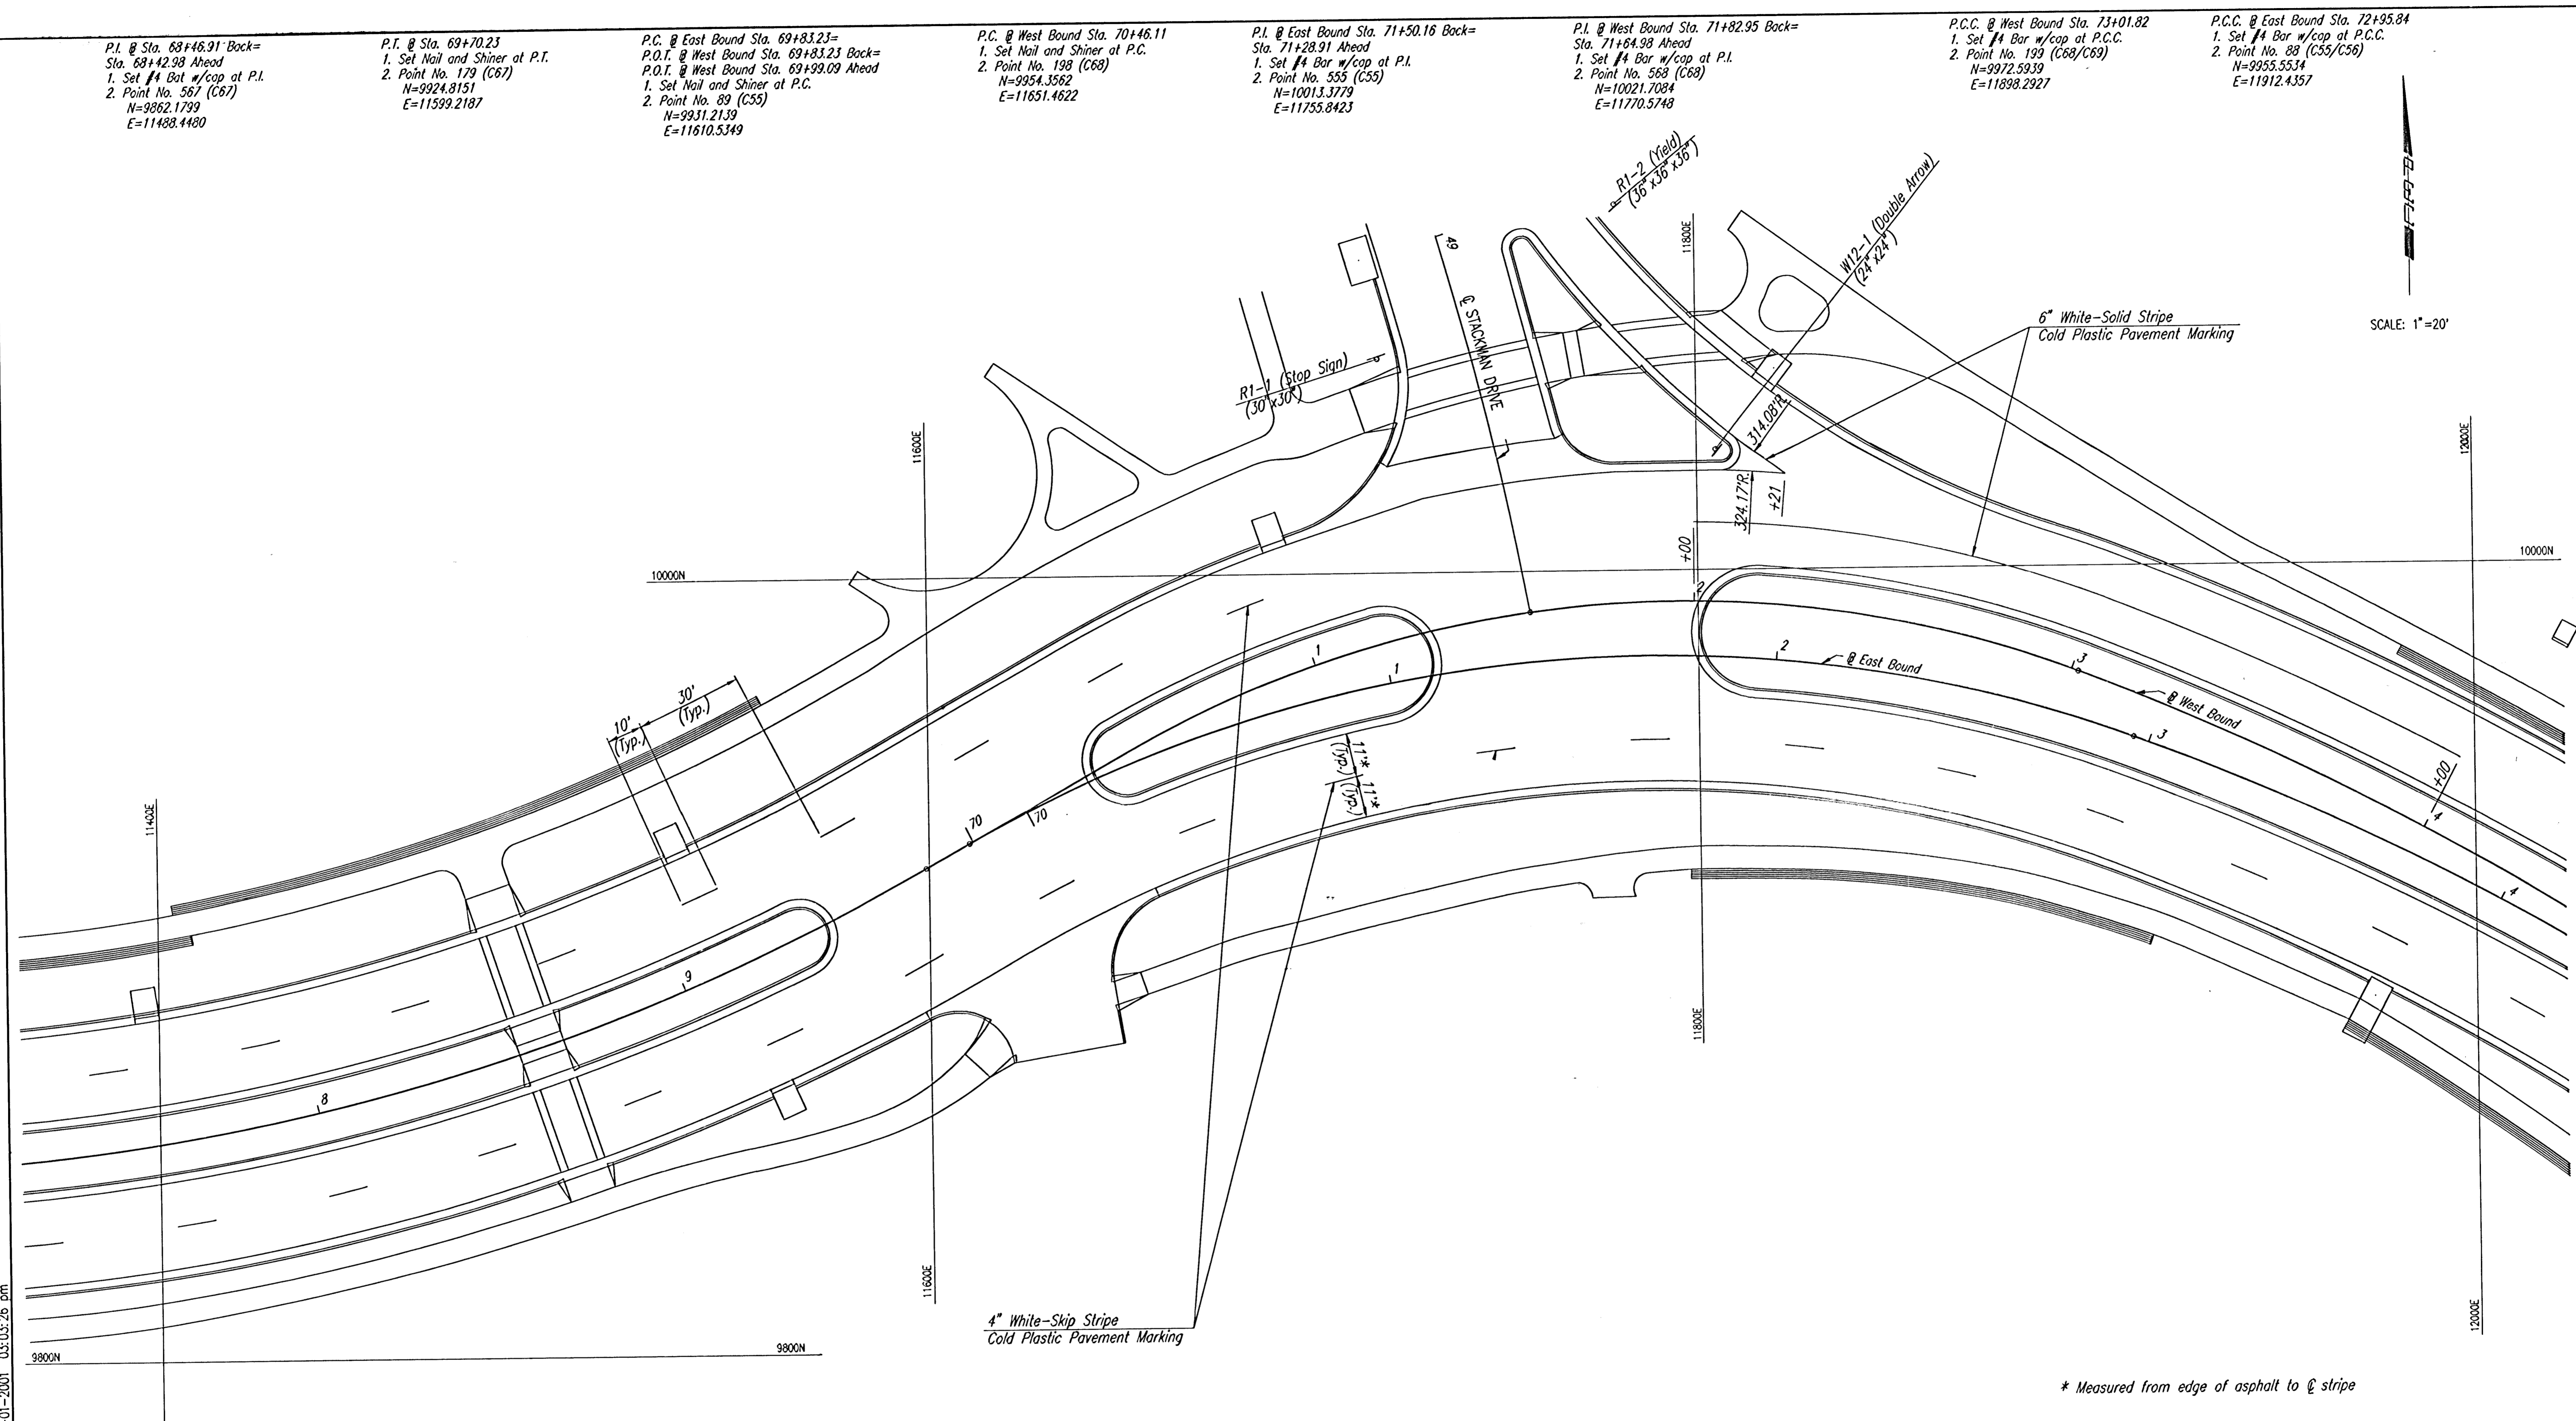 P.I. @ Sta. 68+46.91 Back=
Sta. 68+42.98 Ahead
1. Set #4 Bat w/cap at P.I.
2. Point No. 567 (C67)
N=9862.1799
E=11488.4480
P.T. @ Sta. 69+70.23
1. Set Nail and Shiner at P.T.
2. Point No. 179 (C67)
N=9924.8151
E=11599.2187
P.C. @ East Bound Sta. 69+83.23=
P.O.T. @ West Bound Sta. 69+83.23 Back=
P.O.T. @ West Bound Sta. 69+99.09 Ahead
1. Set Nail and Shiner at P.C.
2. Point No. 89 (C55)
N=9931.2139
E=11610.5349
P.C. @ West Bound Sta. 70+46.11
1. Set Nail and Shiner at P.C.
2. Point No. 198 (C68)
N=9954.3562
E=11651.4622
P.I. @ East Bound Sta. 71+50.16 Back=
Sta. 71+28.91 Ahead
1. Set #4 Bar w/cap at P.I.
2. Point No. 555 (C55)
N=10013.3779
E=11755.8423
P.I. @ West Bound Sta. 71+82.95 Back=
Sta. 71+64.98 Ahead
1. Set #4 Bar w/cap at P.I.
2. Point No. 568 (C68)
N=10021.7084
E=11770.5748
P.C.C. @ West Bound Sta. 73+01.82
1. Set #4 Bar w/cap at P.C.C.
2. Point No. 199 (C68/C69)
N=9972.5939
E=11898.2927
P.C.C. @ East Bound Sta. 72+95.84
1. Set #4 Bar w/cap at P.C.C.
2. Point No. 88 (C55/C56)
N=9955.5534
E=11912.4357
R1-2 (Yield)
(36"x36"x36")
W12-1 (Double Arrow)
(24"x24")
11800E
49
℄ STACKMAN DRIVE
SCALE: 1"=20'
6" White-Solid Stripe
Cold Plastic Pavement Marking
R1-1 (Stop Sign)
(30"x30")
314.08'R.
324.17'R.
+21
11600E
12000E
+00
10000N
10000N
2
1
1
2
@ East Bound
3
@ West Bound
3
10'
(Typ.)
30'
(Typ.)
11'*
(Typ.)
11'*
(Typ.)
+00
4
4
70
70
11400E
9
8
11800E
11600E
12000E
4" White-Skip Stripe
Cold Plastic Pavement Marking
9800N
9800N
* Measured from edge of asphalt to ℄ stripe
01-2001 03:03:26 pm